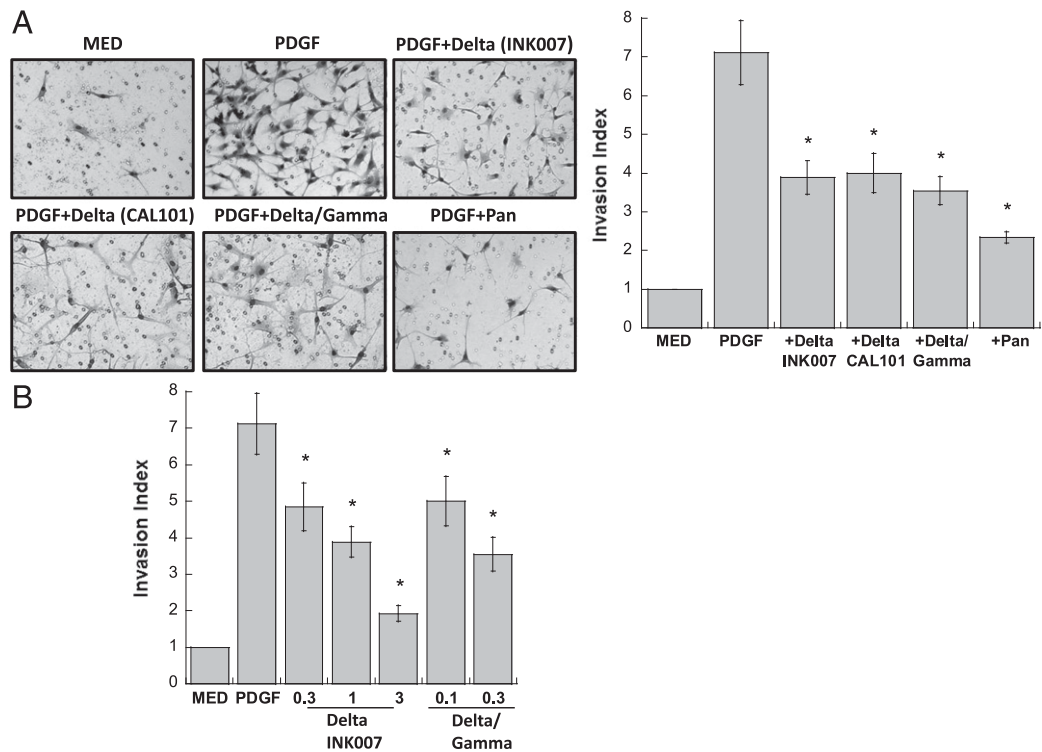 A
MED
PDGF
PDGF+Delta (INK007)
PDGF+Delta (CAL101)
PDGF+Delta/Gamma
PDGF+Pan
Invasion Index
8
7
6
5
4
3
2
1
0
MED
PDGF
+Delta
INK007
+Delta
CAL101
+Delta/
Gamma
+Pan
*
*
*
*
B
Invasion Index
8
7
6
5
4
3
2
1
0
*
*
*
*
*
MED PDGF 0.3 1 3 0.1 0.3
Delta
INK007
Delta/
Gamma